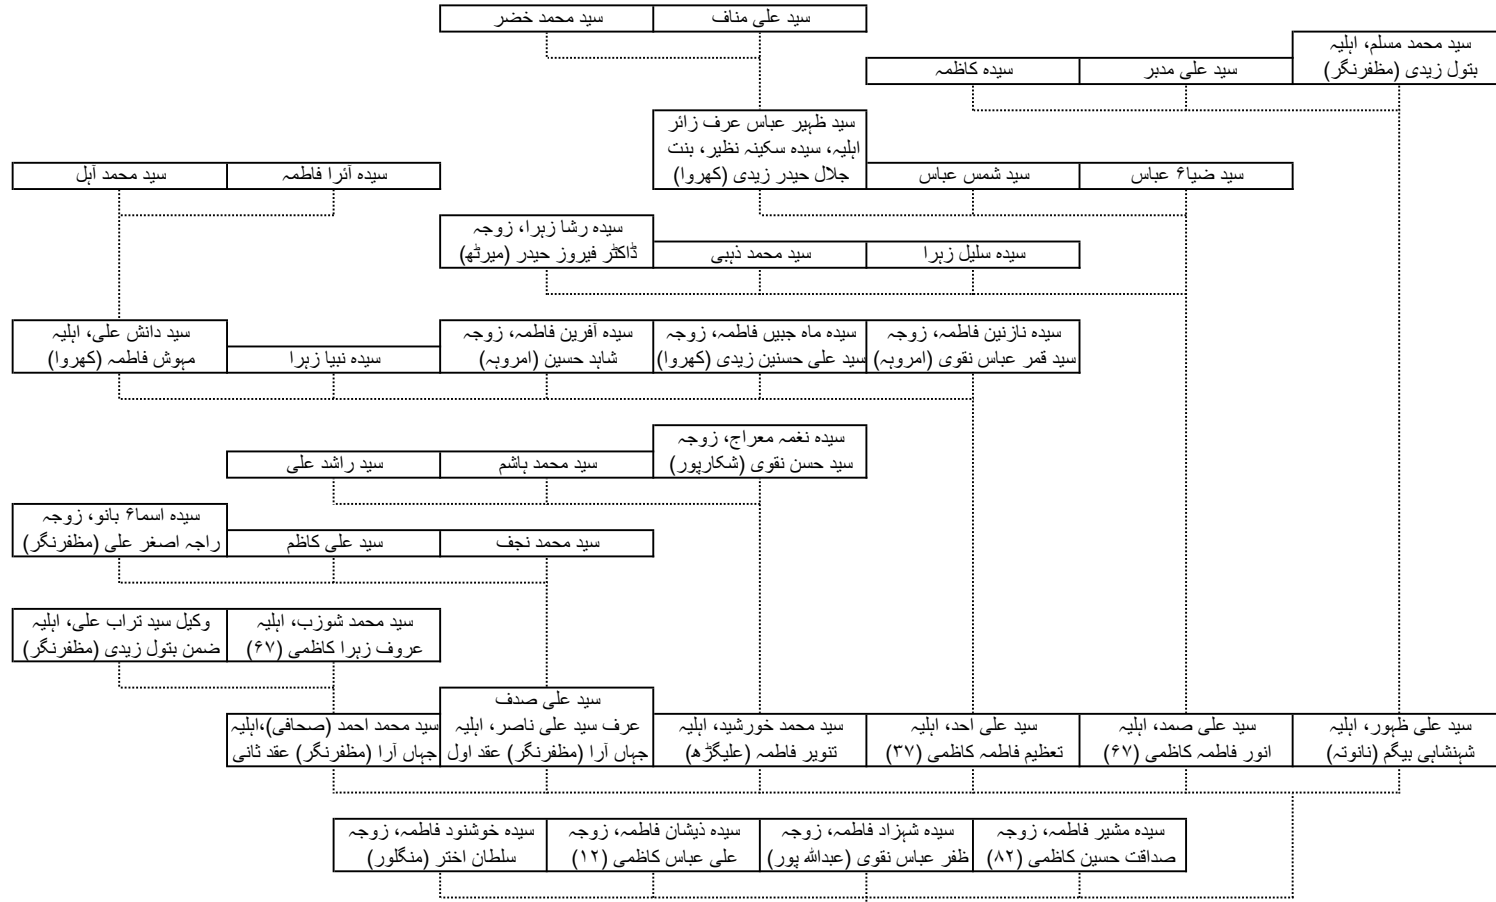 سید علی مناف
سید محمد خضر
سید محمد مسلم، اہلیہ
بتول زیدی (مظفرنگر)
سید علی مدبر
سیدہ کاظمہ
سید ظہیر عباس عرف زائر
اہلیہ، سیدہ سکینہ نظیر، بنت
جلال حیدر زیدی (کھروا)
سید ضیاء عباس
سید شمس عباس
سیدہ آئرا فاطمہ
سید محمد آہل
سیدہ سلیل زہرا
سید محمد ذہبی
سیدہ رشا زہرا، زوجہ
ڈاکٹر فیروز حیدر (میرٹھ)
سیدہ نازنین فاطمہ، زوجہ
سید قمر عباس نقوی (امروہہ)
سیدہ ماہ جبیں فاطمہ، زوجہ
سید علی حسنین زیدی (کھروا)
سیدہ آفرین فاطمہ، زوجہ
شاہد حسین (امروہہ)
سیدہ نبیا زہرا
سید دانش علی، اہلیہ
مہوش فاطمہ (کھروا)
سیدہ نغمہ معراج، زوجہ
سید حسن نقوی (شکارپور)
سید محمد ہاشم
سید راشد علی
سید محمد نجف
سید علی کاظم
سیدہ اسماء بانو، زوجہ
راجہ اصغر علی (مظفرنگر)
سید محمد شوزب، اہلیہ
عروف زہرا کاظمی (۶۷)
وکیل سید تراب علی، اہلیہ
ضمن بتول زیدی (مظفرنگر)
سید علی ظہور، اہلیہ
شہنشاہی بیگم (نانوتہ)
سید علی صمد، اہلیہ
انور فاطمہ کاظمی (۶۷)
سید علی احد، اہلیہ
تعظیم فاطمہ کاظمی (۳۷)
سید محمد خورشید، اہلیہ
تنویر فاطمہ (علیگڑھ)
سید علی صدف
عرف سید علی ناصر، اہلیہ
جہاں آرا (مظفرنگر) عقد اول
سید محمد احمد (صحافی)،اہلیہ
جہاں آرا (مظفرنگر) عقد ثانی
سیدہ مشیر فاطمہ، زوجہ
صداقت حسین کاظمی (۸۲)
سیدہ شہزاد فاطمہ، زوجہ
ظفر عباس نقوی (عبداللہ پور)
سیدہ ذیشان فاطمہ، زوجہ
علی عباس کاظمی (۱۲)
سیدہ خوشنود فاطمہ، زوجہ
سلطان اختر (منگلور)